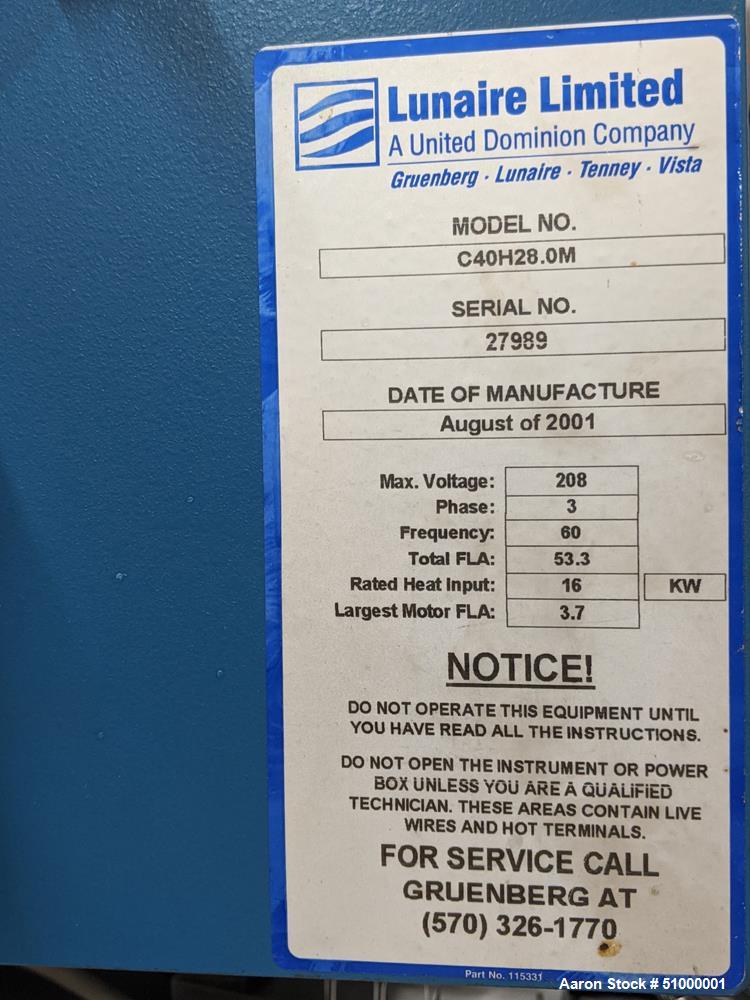 Lunaire Limited
A United Dominion Company
Gruenberg · Lunaire · Tenney · Vista
MODEL NO.
C40H28.0M
SERIAL NO.
27989
DATE OF MANUFACTURE
August of 2001
Max. Voltage: 208
Phase: 3
Frequency: 60
Total FLA: 53.3
Rated Heat Input: 16 KW
Largest Motor FLA: 3.7
NOTICE!
DO NOT OPERATE THIS EQUIPMENT UNTIL
YOU HAVE READ ALL THE INSTRUCTIONS.
DO NOT OPEN THE INSTRUMENT OR POWER
BOX UNLESS YOU ARE A QUALIFIED
TECHNICIAN. THESE AREAS CONTAIN LIVE
WIRES AND HOT TERMINALS.
FOR SERVICE CALL
GRUENBERG AT
(570) 326-1770
Part No. 115331
Aaron Stock # 51000001